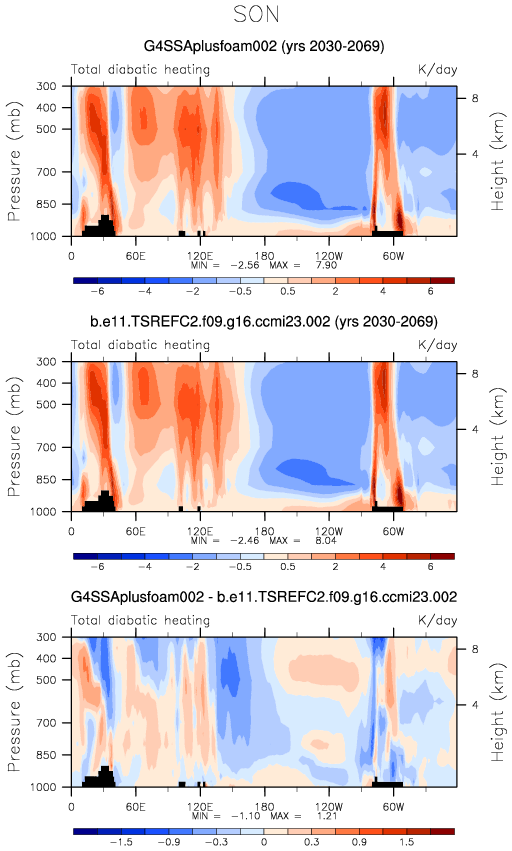 SON
G4SSAplusfoam002 (yrs 2030-2069)
Total diabatic heating K/day
Pressure (mb)
300
400
500
700
850
1000
Height (km)
8
4
0 60E 120E 180 120W 60W
MIN = -2.56 MAX = 7.90
-6 -4 -2 -0.5 0.5 2 4 6
b.e11.TSREFC2.f09.g16.ccmi23.002 (yrs 2030-2069)
Total diabatic heating K/day
Pressure (mb)
300
400
500
700
850
1000
Height (km)
8
4
0 60E 120E 180 120W 60W
MIN = -2.46 MAX = 8.04
-6 -4 -2 -0.5 0.5 2 4 6
G4SSAplusfoam002 - b.e11.TSREFC2.f09.g16.ccmi23.002
Total diabatic heating K/day
Pressure (mb)
300
400
500
700
850
1000
Height (km)
8
4
0 60E 120E 180 120W 60W
MIN = -1.10 MAX = 1.21
-1.5 -0.9 -0.3 0 0.3 0.9 1.5